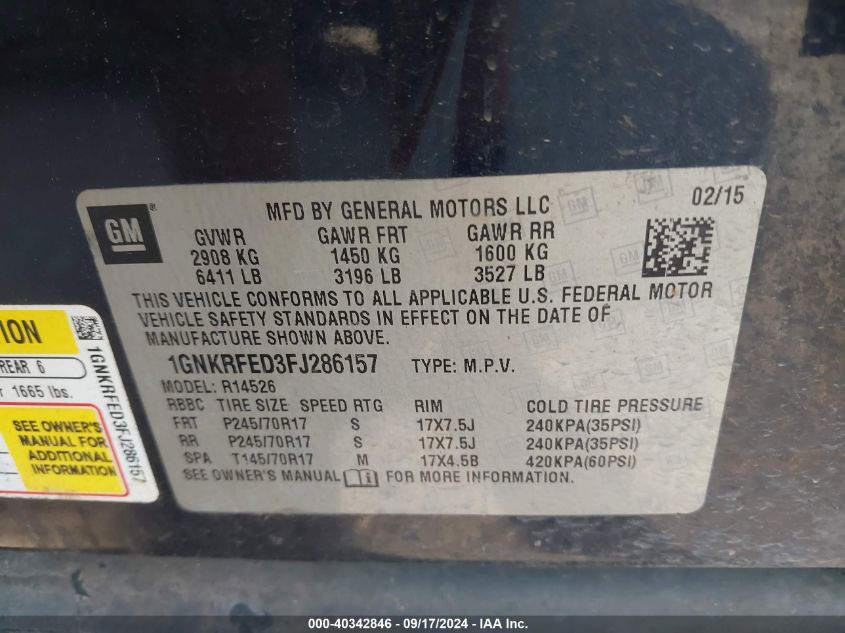 GM
MFD BY GENERAL MOTORS LLC
02/15
GVWR GAWR FRT GAWR RR
2908 KG 1450 KG 1600 KG
6411 LB 3196 LB 3527 LB
THIS VEHICLE CONFORMS TO ALL APPLICABLE U.S. FEDERAL MOTOR
VEHICLE SAFETY STANDARDS IN EFFECT ON THE DATE OF
MANUFACTURE SHOWN ABOVE.
1GNKRFED3FJ286157 TYPE: M.P.V.
MODEL: R14526
RBBC TIRE SIZE SPEED RTG RIM COLD TIRE PRESSURE
FRT P245/70R17 S 17X7.5J 240KPA(35PSI)
RR P245/70R17 S 17X7.5J 240KPA(35PSI)
SPA T145/70R17 M 17X4.5B 420KPA(60PSI)
SEE OWNER'S MANUAL FOR MORE INFORMATION.
REAR 6
1665 lbs.
SEE OWNER'S
MANUAL FOR
ADDITIONAL
INFORMATION
1GNKRFED3FJ286157
000-40342846 - 09/17/2024 - IAA Inc.